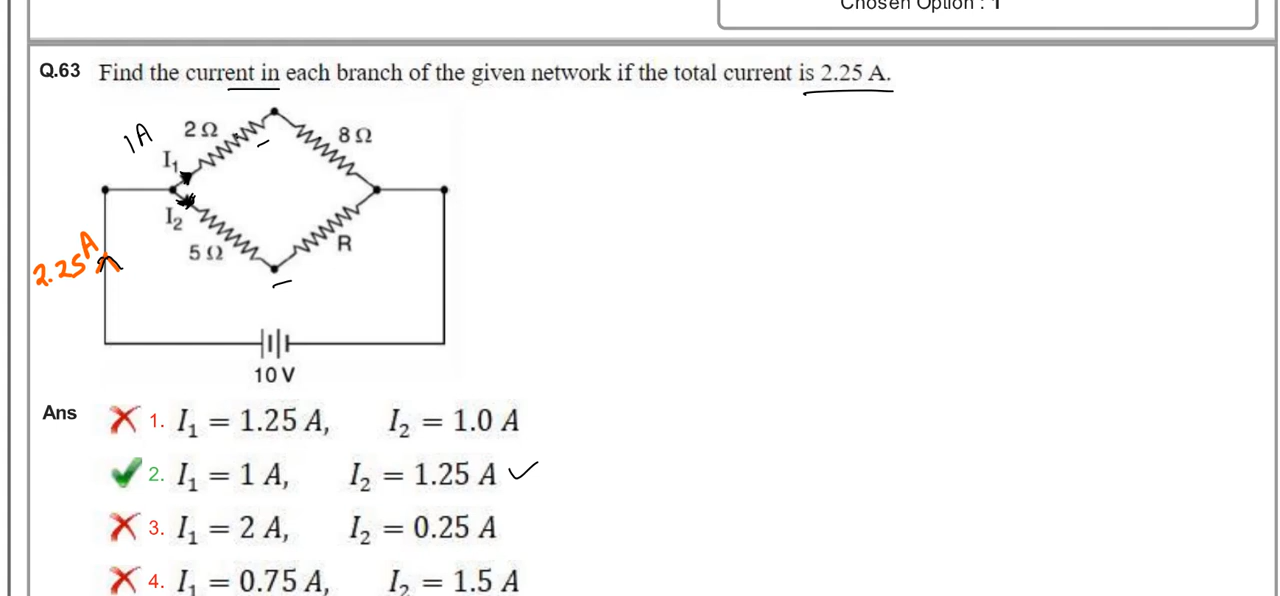 Chosen Option : 1
Q.63 Find the current in each branch of the given network if the total current is 2.25 A.
1A
2 Ω
8 Ω
I₁
I₂
5 Ω
R
2.25A
10 V
Ans
1. I₁ = 1.25 A, I₂ = 1.0 A
2. I₁ = 1 A, I₂ = 1.25 A
3. I₁ = 2 A, I₂ = 0.25 A
4. I₁ = 0.75 A, I₂ = 1.5 A